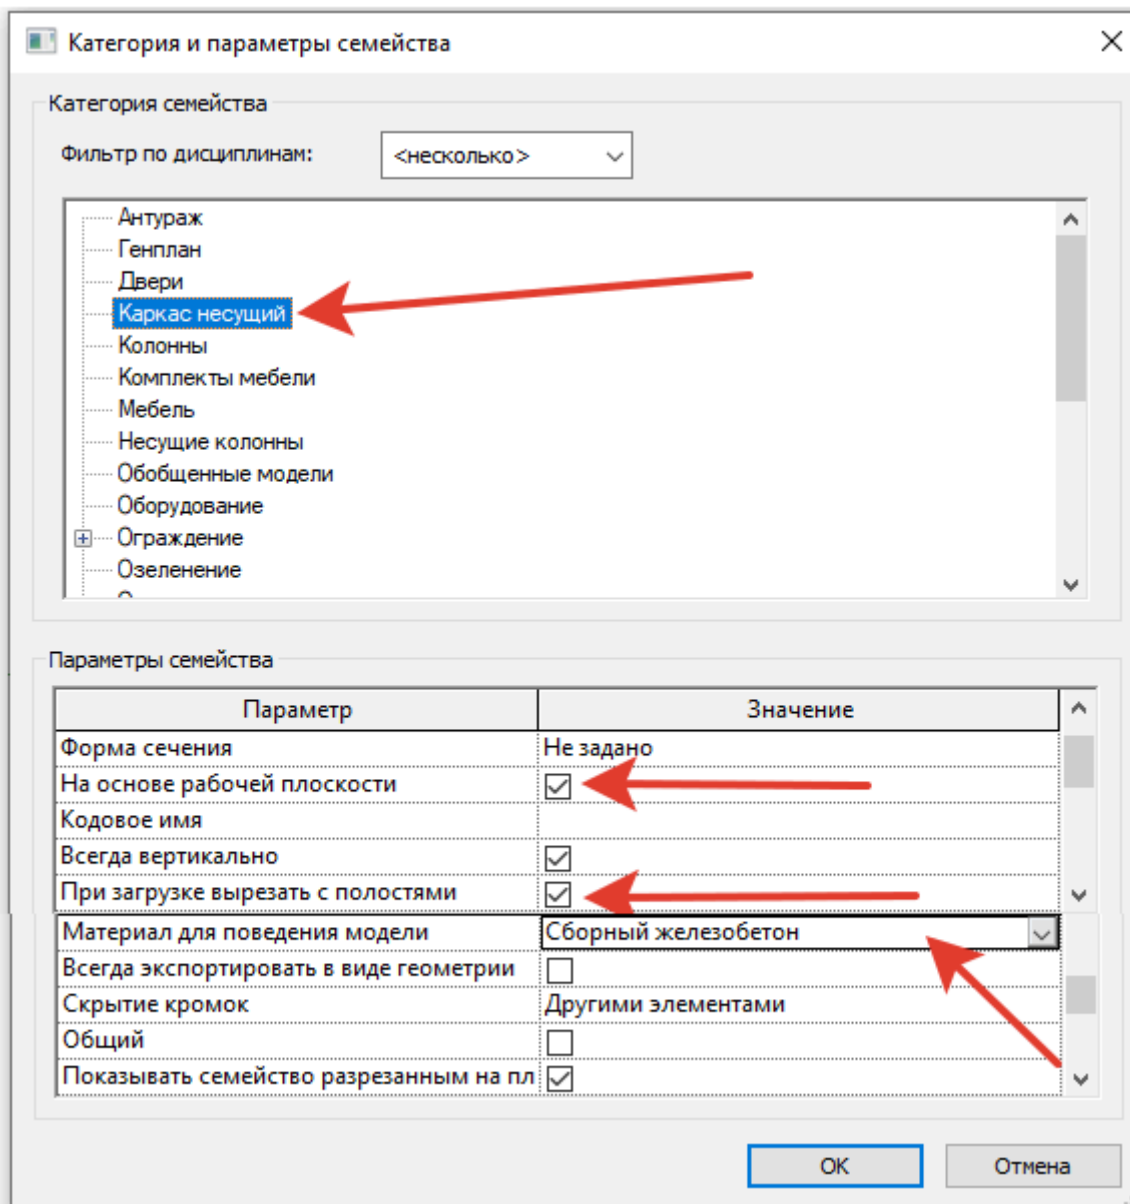 Категория и параметры семейства
Категория семейства
Фильтр по дисциплинам: <несколько>
Антураж
Генплан
Двери
Каркас несущий
Колонны
Комплекты мебели
Мебель
Несущие колонны
Обобщенные модели
Оборудование
Ограждение
Озеленение
Параметры семейства
Параметр Значение
Форма сечения Не задано
На основе рабочей плоскости
Кодовое имя
Всегда вертикально
При загрузке вырезать с полостями
Материал для поведения модели Сборный железобетон
Всегда экспортировать в виде геометрии
Скрытие кромок Другими элементами
Общий
Показывать семейство разрезанным на пл
OK Отмена